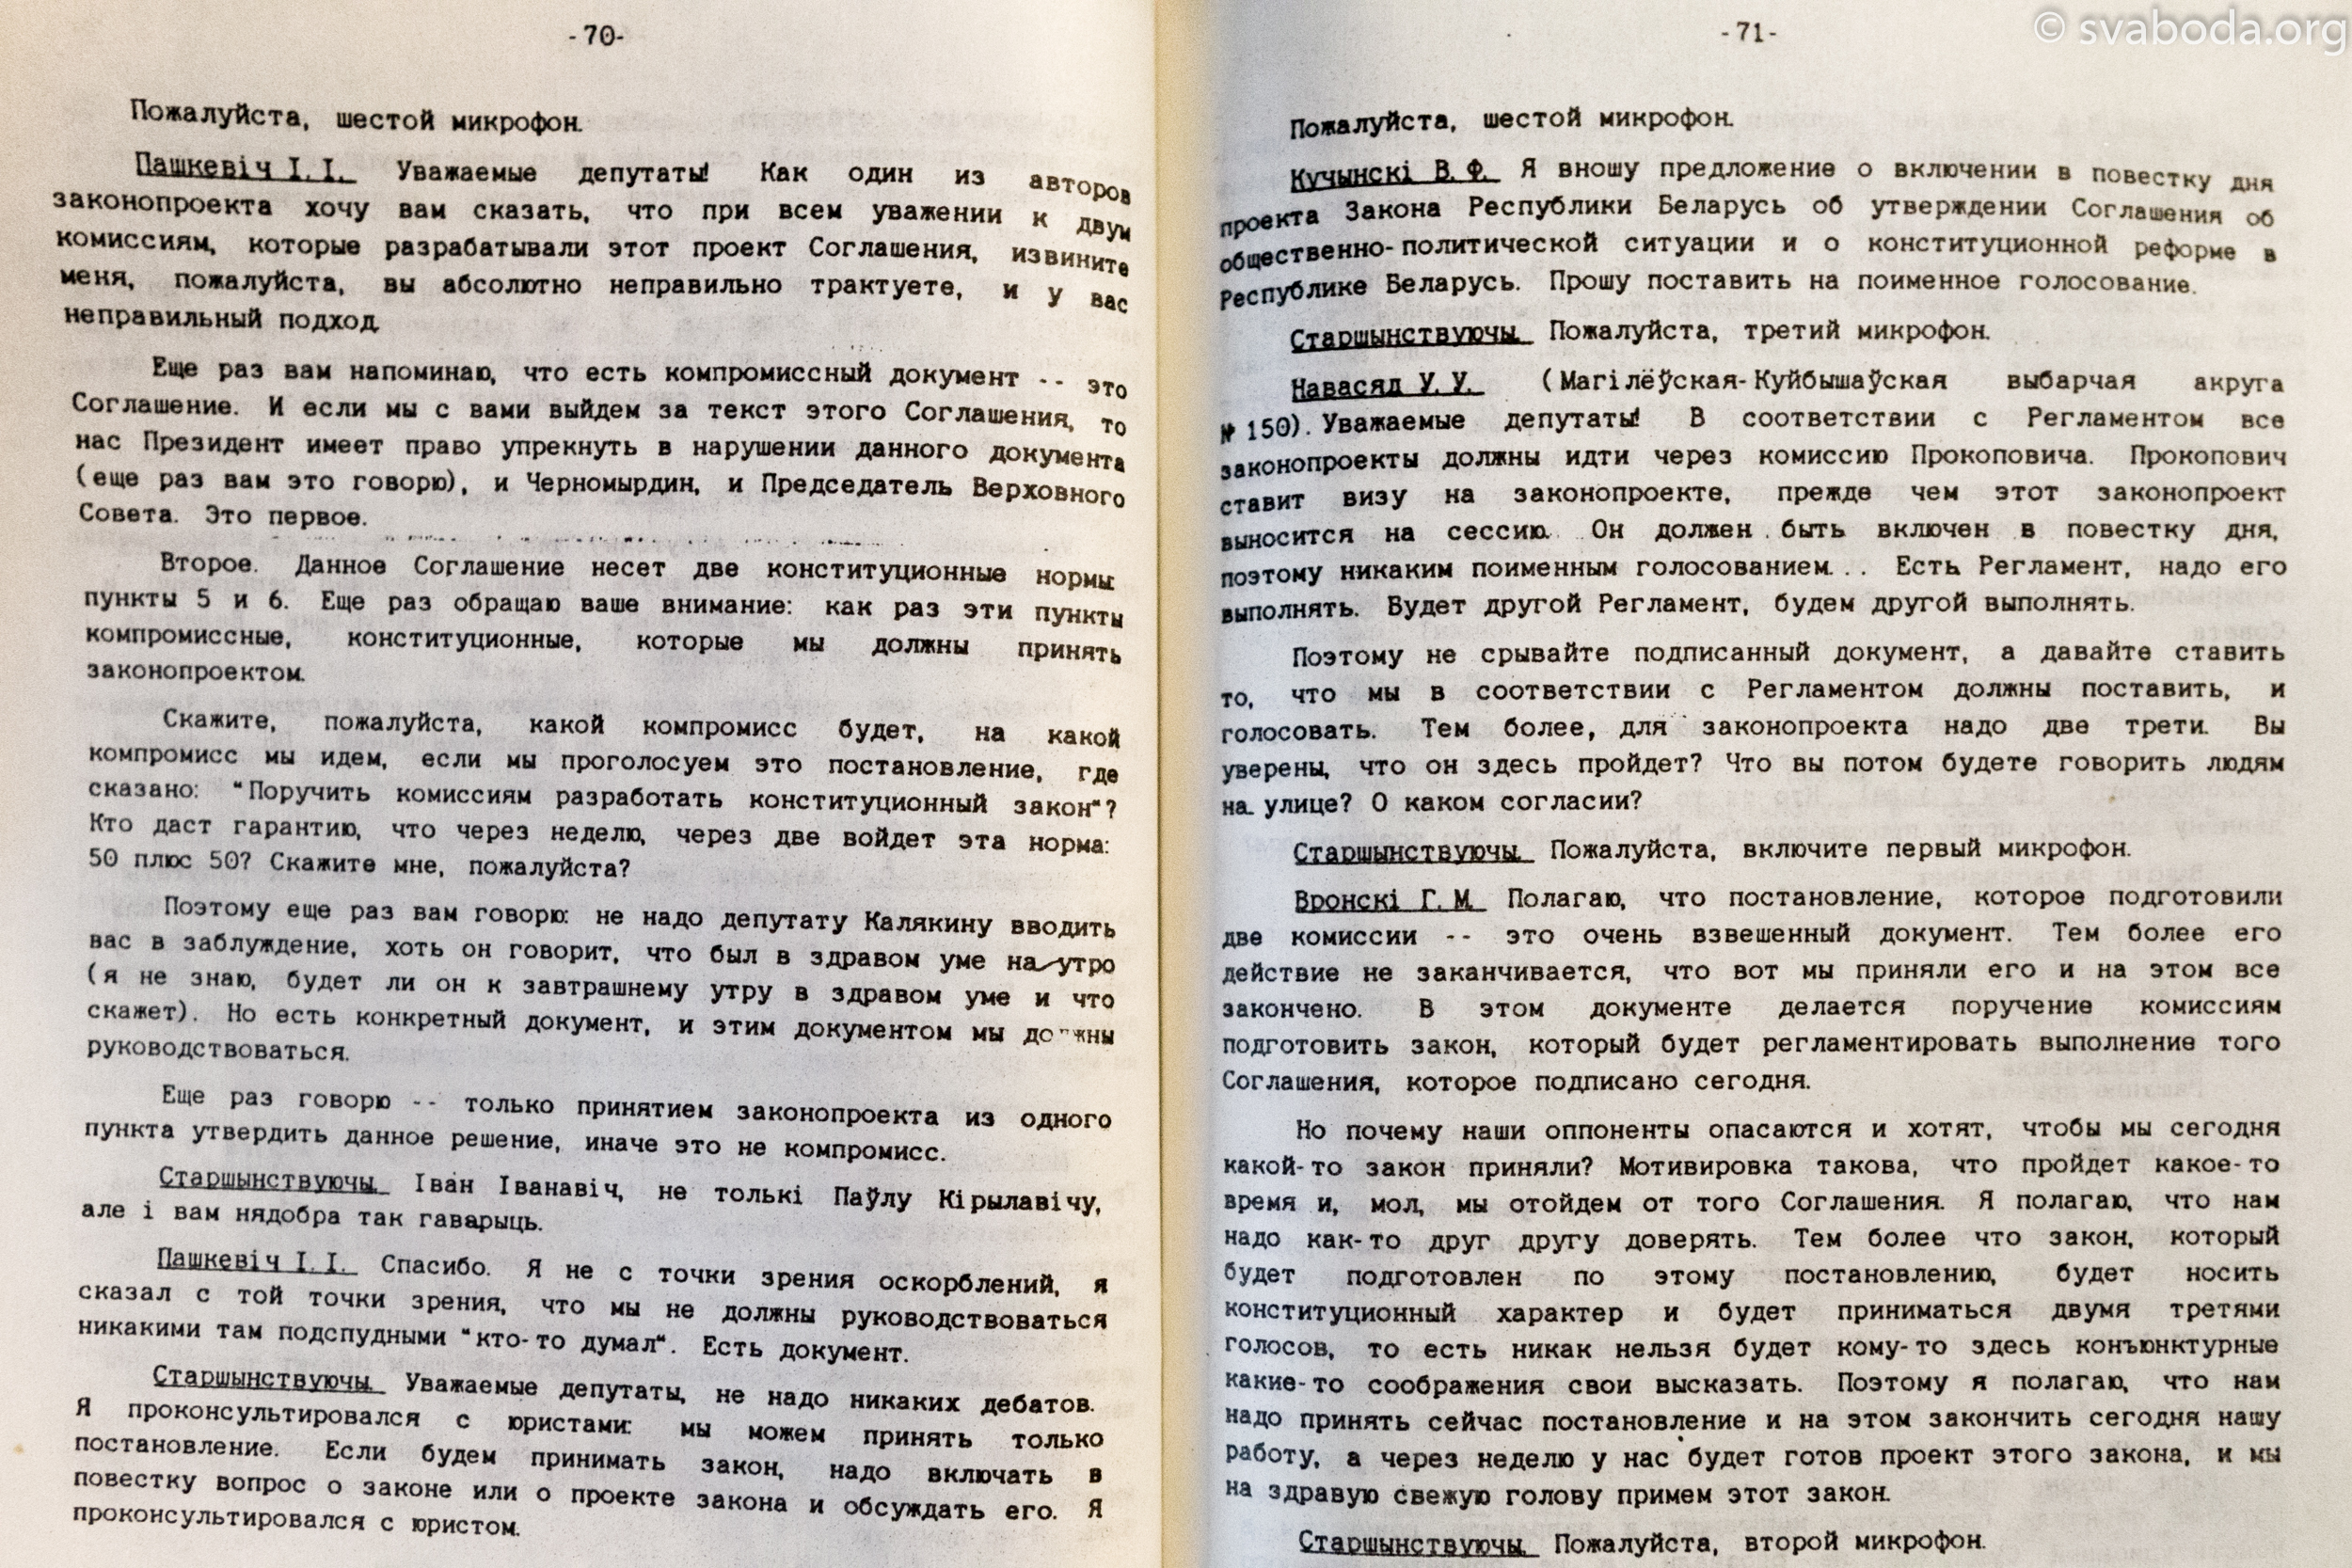 © svaboda.org
-70-
Пожалуйста, шестой микрофон.
Пашкевіч І.І. Уважаемые депутаты! Как один из авторов
законопроекта хочу вам сказать, что при всем уважении к двум
комиссиям, которые разрабатывали этот проект Соглашения, извините
меня, пожалуйста, вы абсолютно неправильно трактуете, и у вас
неправильный подход.
Еще раз вам напоминаю, что есть компромиссный документ -- это
Соглашение. И если мы с вами выйдем за текст этого Соглашения, то
нас Президент имеет право упрекнуть в нарушении данного документа
(еще раз вам это говорю), и Черномырдин, и Председатель Верховного
Совета. Это первое.
Второе. Данное Соглашение несет две конституционные нормы:
пункты 5 и 6. Еще раз обращаю ваше внимание: как раз эти пункты
компромиссные, конституционные, которые мы должны принять
законопроектом.
Скажите, пожалуйста, какой компромисс будет, на какой
компромисс мы идем, если мы проголосуем это постановление, где
сказано: "Поручить комиссиям разработать конституционный закон"?
Кто даст гарантию, что через неделю, через две войдет эта норма:
50 плюс 50? Скажите мне, пожалуйста?
Поэтому еще раз вам говорю: не надо депутату Калякину вводить
вас в заблуждение, хоть он говорит, что был в здравом уме на утро
(я не знаю, будет ли он к завтрашнему утру в здравом уме и что
скажет). Но есть конкретный документ, и этим документом мы должны
руководствоваться.
Еще раз говорю -- только принятием законопроекта из одного
пункта утвердить данное решение, иначе это не компромисс.
Старшынствуючы. Іван Іванавіч, не толькі Паўлу Кірылавічу,
але і вам нядобра так гаварыць.
Пашкевіч І.І. Спасибо. Я не с точки зрения оскорблений, я
сказал с той точки зрения, что мы не должны руководствоваться
никакими там подспудными "кто-то думал". Есть документ.
Старшынствуючы. Уважаемые депутаты, не надо никаких дебатов.
Я проконсультировался с юристами: мы можем принять только
постановление. Если будем принимать закон, надо включать в
повестку вопрос о законе или о проекте закона и обсуждать его. Я
проконсультировался с юристом.
-71-
Пожалуйста, шестой микрофон.
Кучынскі В.Ф. Я вношу предложение о включении в повестку дня
проекта Закона Республики Беларусь об утверждении Соглашения об
общественно-политической ситуации и о конституционной реформе в
Республике Беларусь. Прошу поставить на поименное голосование.
Старшынствуючы. Пожалуйста, третий микрофон.
Навасяд У.У. (Магілёўская-Куйбышаўская выбарчая акруга
№ 150). Уважаемые депутаты! В соответствии с Регламентом все
законопроекты должны идти через комиссию Прокоповича. Прокопович
ставит визу на законопроекте, прежде чем этот законопроект
выносится на сессию. Он должен быть включен в повестку дня,
поэтому никаким поименным голосованием... Есть Регламент, надо его
выполнять. Будет другой Регламент, будем другой выполнять.
Поэтому не срывайте подписанный документ, а давайте ставить
то, что мы в соответствии с Регламентом должны поставить, и
голосовать. Тем более, для законопроекта надо две трети. Вы
уверены, что он здесь пройдет? Что вы потом будете говорить людям
на улице? О каком согласии?
Старшынствуючы. Пожалуйста, включите первый микрофон.
Вронскі Г.М. Полагаю, что постановление, которое подготовили
две комиссии -- это очень взвешенный документ. Тем более его
действие не заканчивается, что вот мы приняли его и на этом все
закончено. В этом документе делается поручение комиссиям
подготовить закон, который будет регламентировать выполнение того
Соглашения, которое подписано сегодня.
Но почему наши оппоненты опасаются и хотят, чтобы мы сегодня
какой-то закон приняли? Мотивировка такова, что пройдет какое-то
время и, мол, мы отойдем от того Соглашения. Я полагаю, что нам
надо как-то друг другу доверять. Тем более что закон, который
будет подготовлен по этому постановлению, будет носить
конституционный характер и будет приниматься двумя третями
голосов, то есть никак нельзя будет кому-то здесь конъюнктурные
какие-то соображения свои высказать. Поэтому я полагаю, что нам
надо принять сейчас постановление и на этом закончить сегодня нашу
работу, а через неделю у нас будет готов проект этого закона, и мы
на здравую свежую голову примем этот закон.
Старшынствуючы. Пожалуйста, второй микрофон.